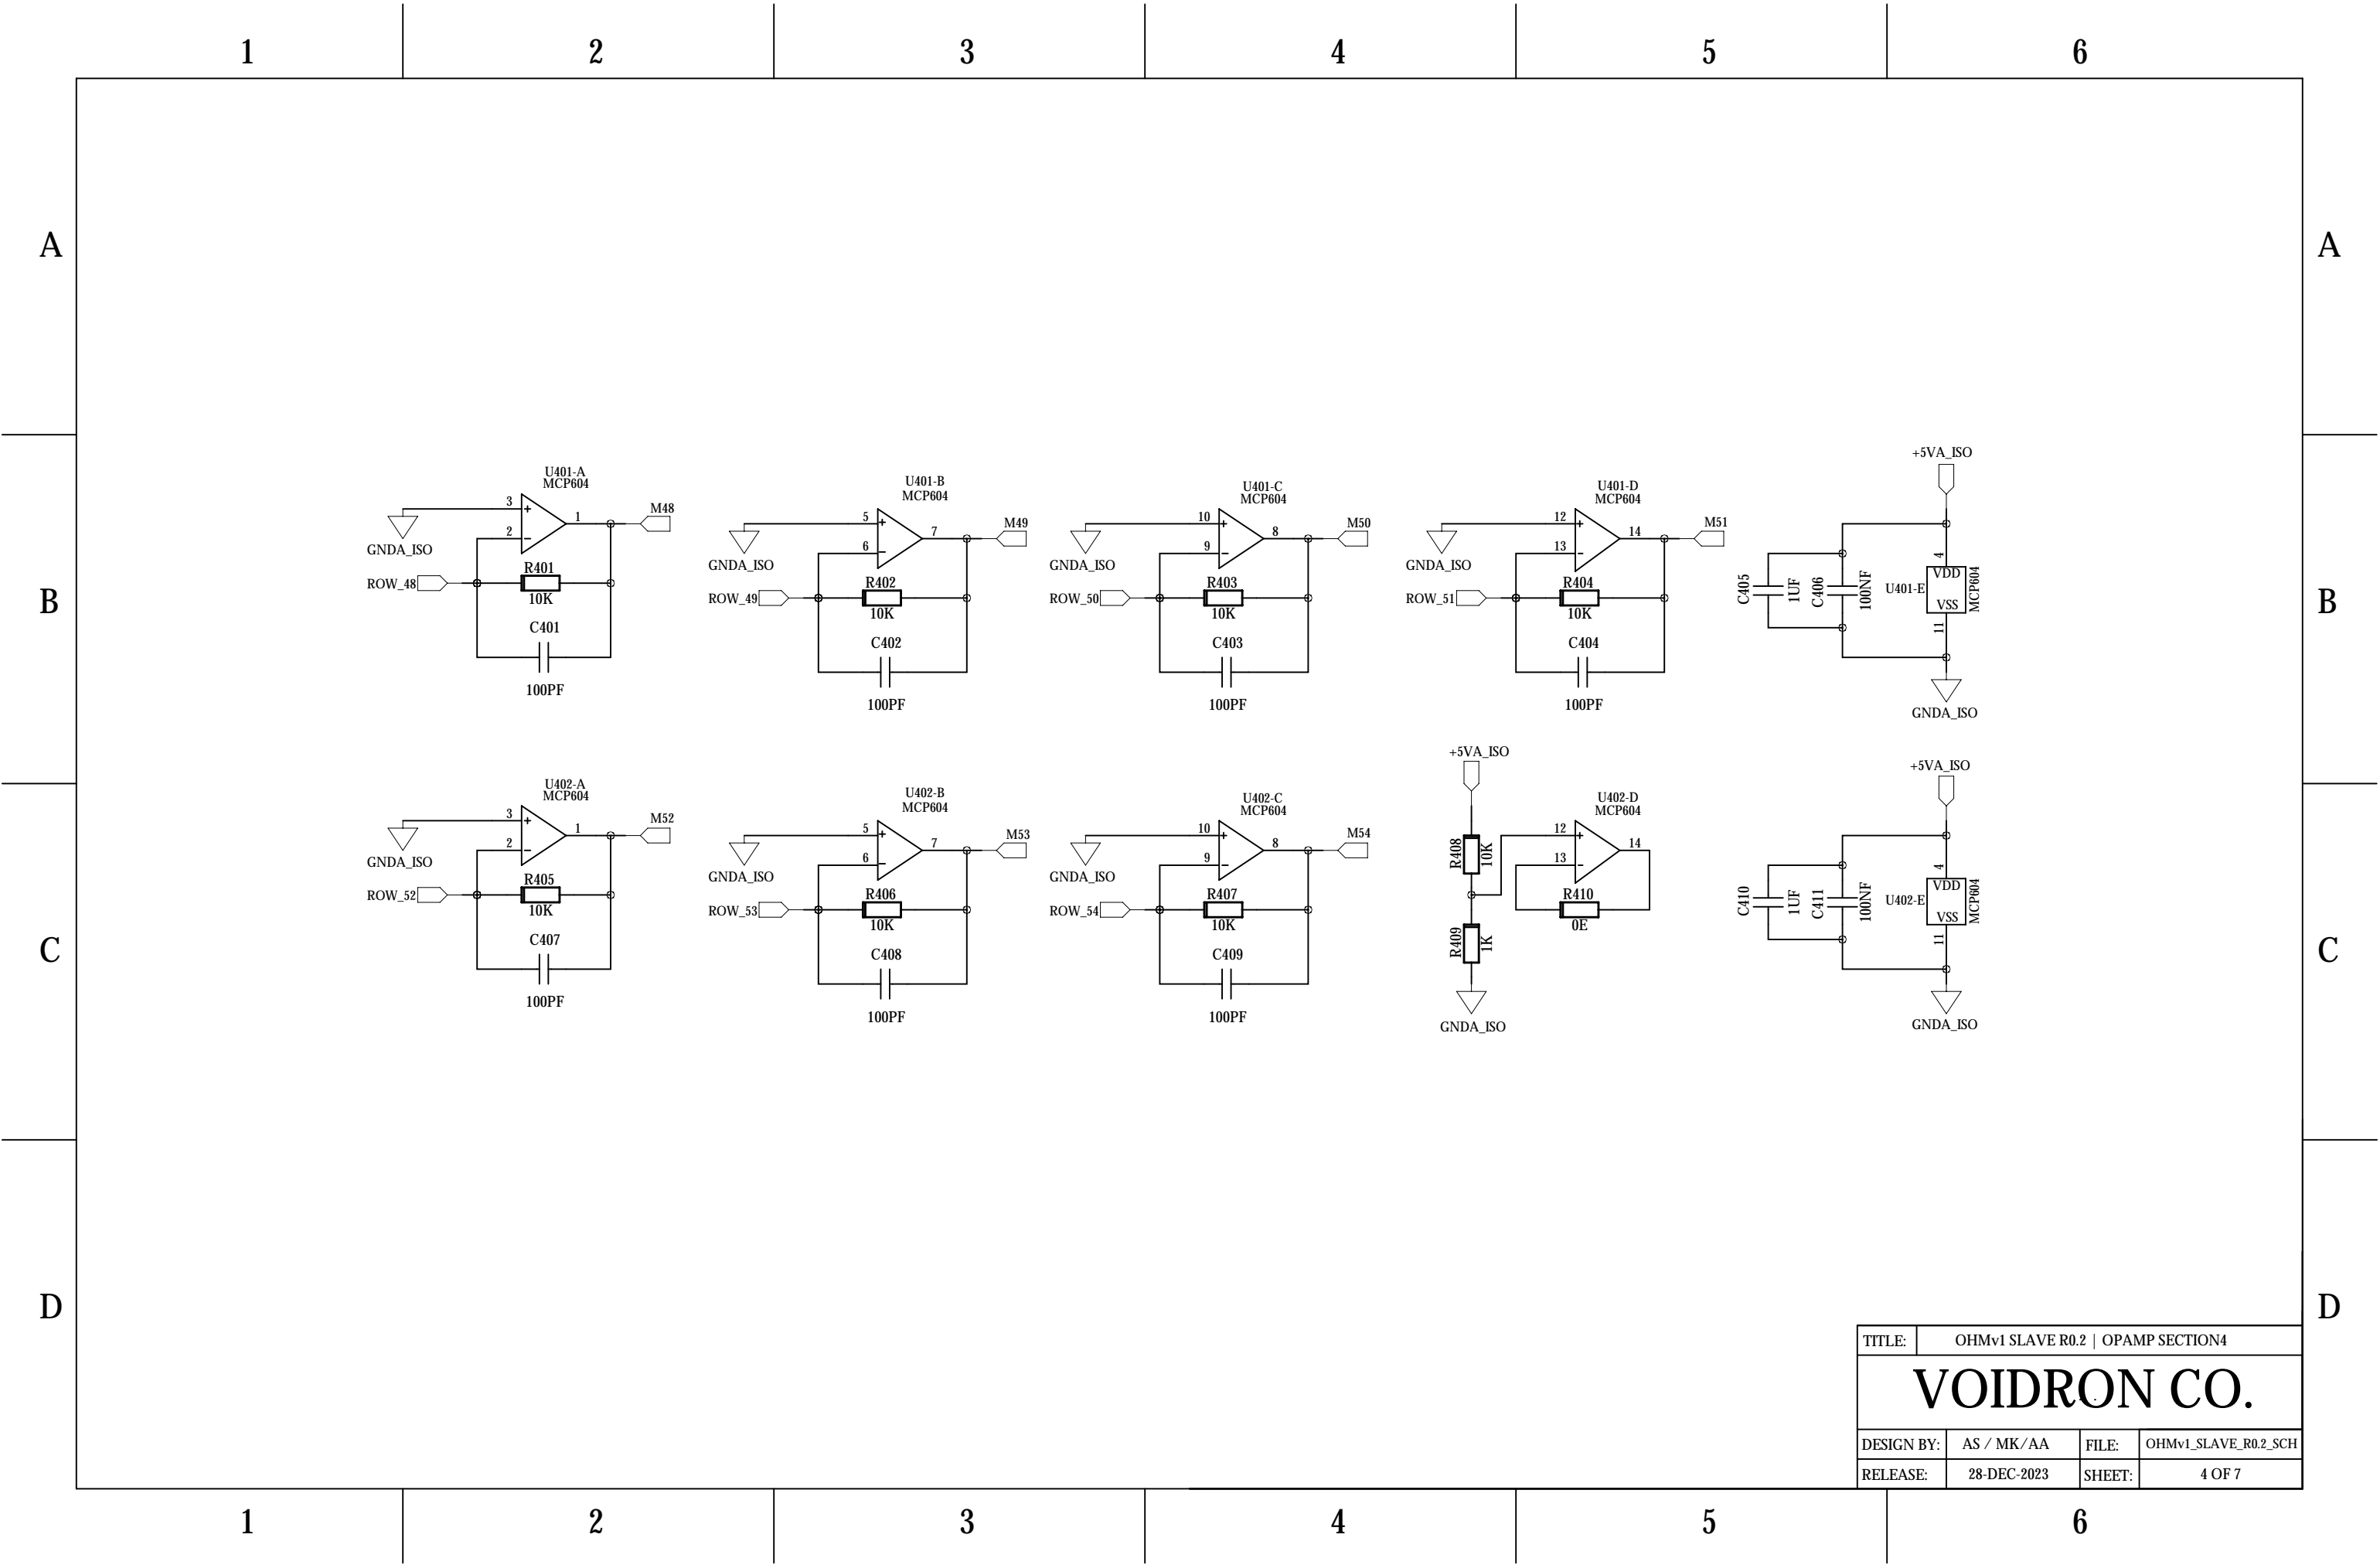 1 2 3 4 5 6
A A
B B
C C
D D
U401-A
MCP604
3
+
1
M48
2
-
GNDA_ISO
R401
ROW_48
10K
C401
100PF
U401-B
MCP604
5
+
7
M49
6
-
GNDA_ISO
R402
ROW_49
10K
C402
100PF
U401-C
MCP604
10
+
8
M50
9
-
GNDA_ISO
R403
ROW_50
10K
C403
100PF
U401-D
MCP604
12
+
14
M51
13
-
GNDA_ISO
R404
ROW_51
10K
C404
100PF
+5VA_ISO
4
VDD
U401-E
MCP604
VSS
11
C405
1UF
C406
100NF
GNDA_ISO
U402-A
MCP604
3
+
1
M52
2
-
GNDA_ISO
R405
ROW_52
10K
C407
100PF
U402-B
MCP604
5
+
7
M53
6
-
GNDA_ISO
R406
ROW_53
10K
C408
100PF
U402-C
MCP604
10
+
8
M54
9
-
GNDA_ISO
R407
ROW_54
10K
C409
100PF
+5VA_ISO
R408
10K
R409
1K
GNDA_ISO
U402-D
MCP604
12
+
14
13
-
R410
0E
+5VA_ISO
4
VDD
U402-E
MCP604
VSS
11
C410
1UF
C411
100NF
GNDA_ISO
TITLE: OHMv1 SLAVE R0.2 | OPAMP SECTION4
VOIDRON CO.
DESIGN BY: AS / MK/AA FILE: OHMv1_SLAVE_R0.2_SCH
RELEASE: 28-DEC-2023 SHEET: 4 OF 7
1 2 3 4 5 6